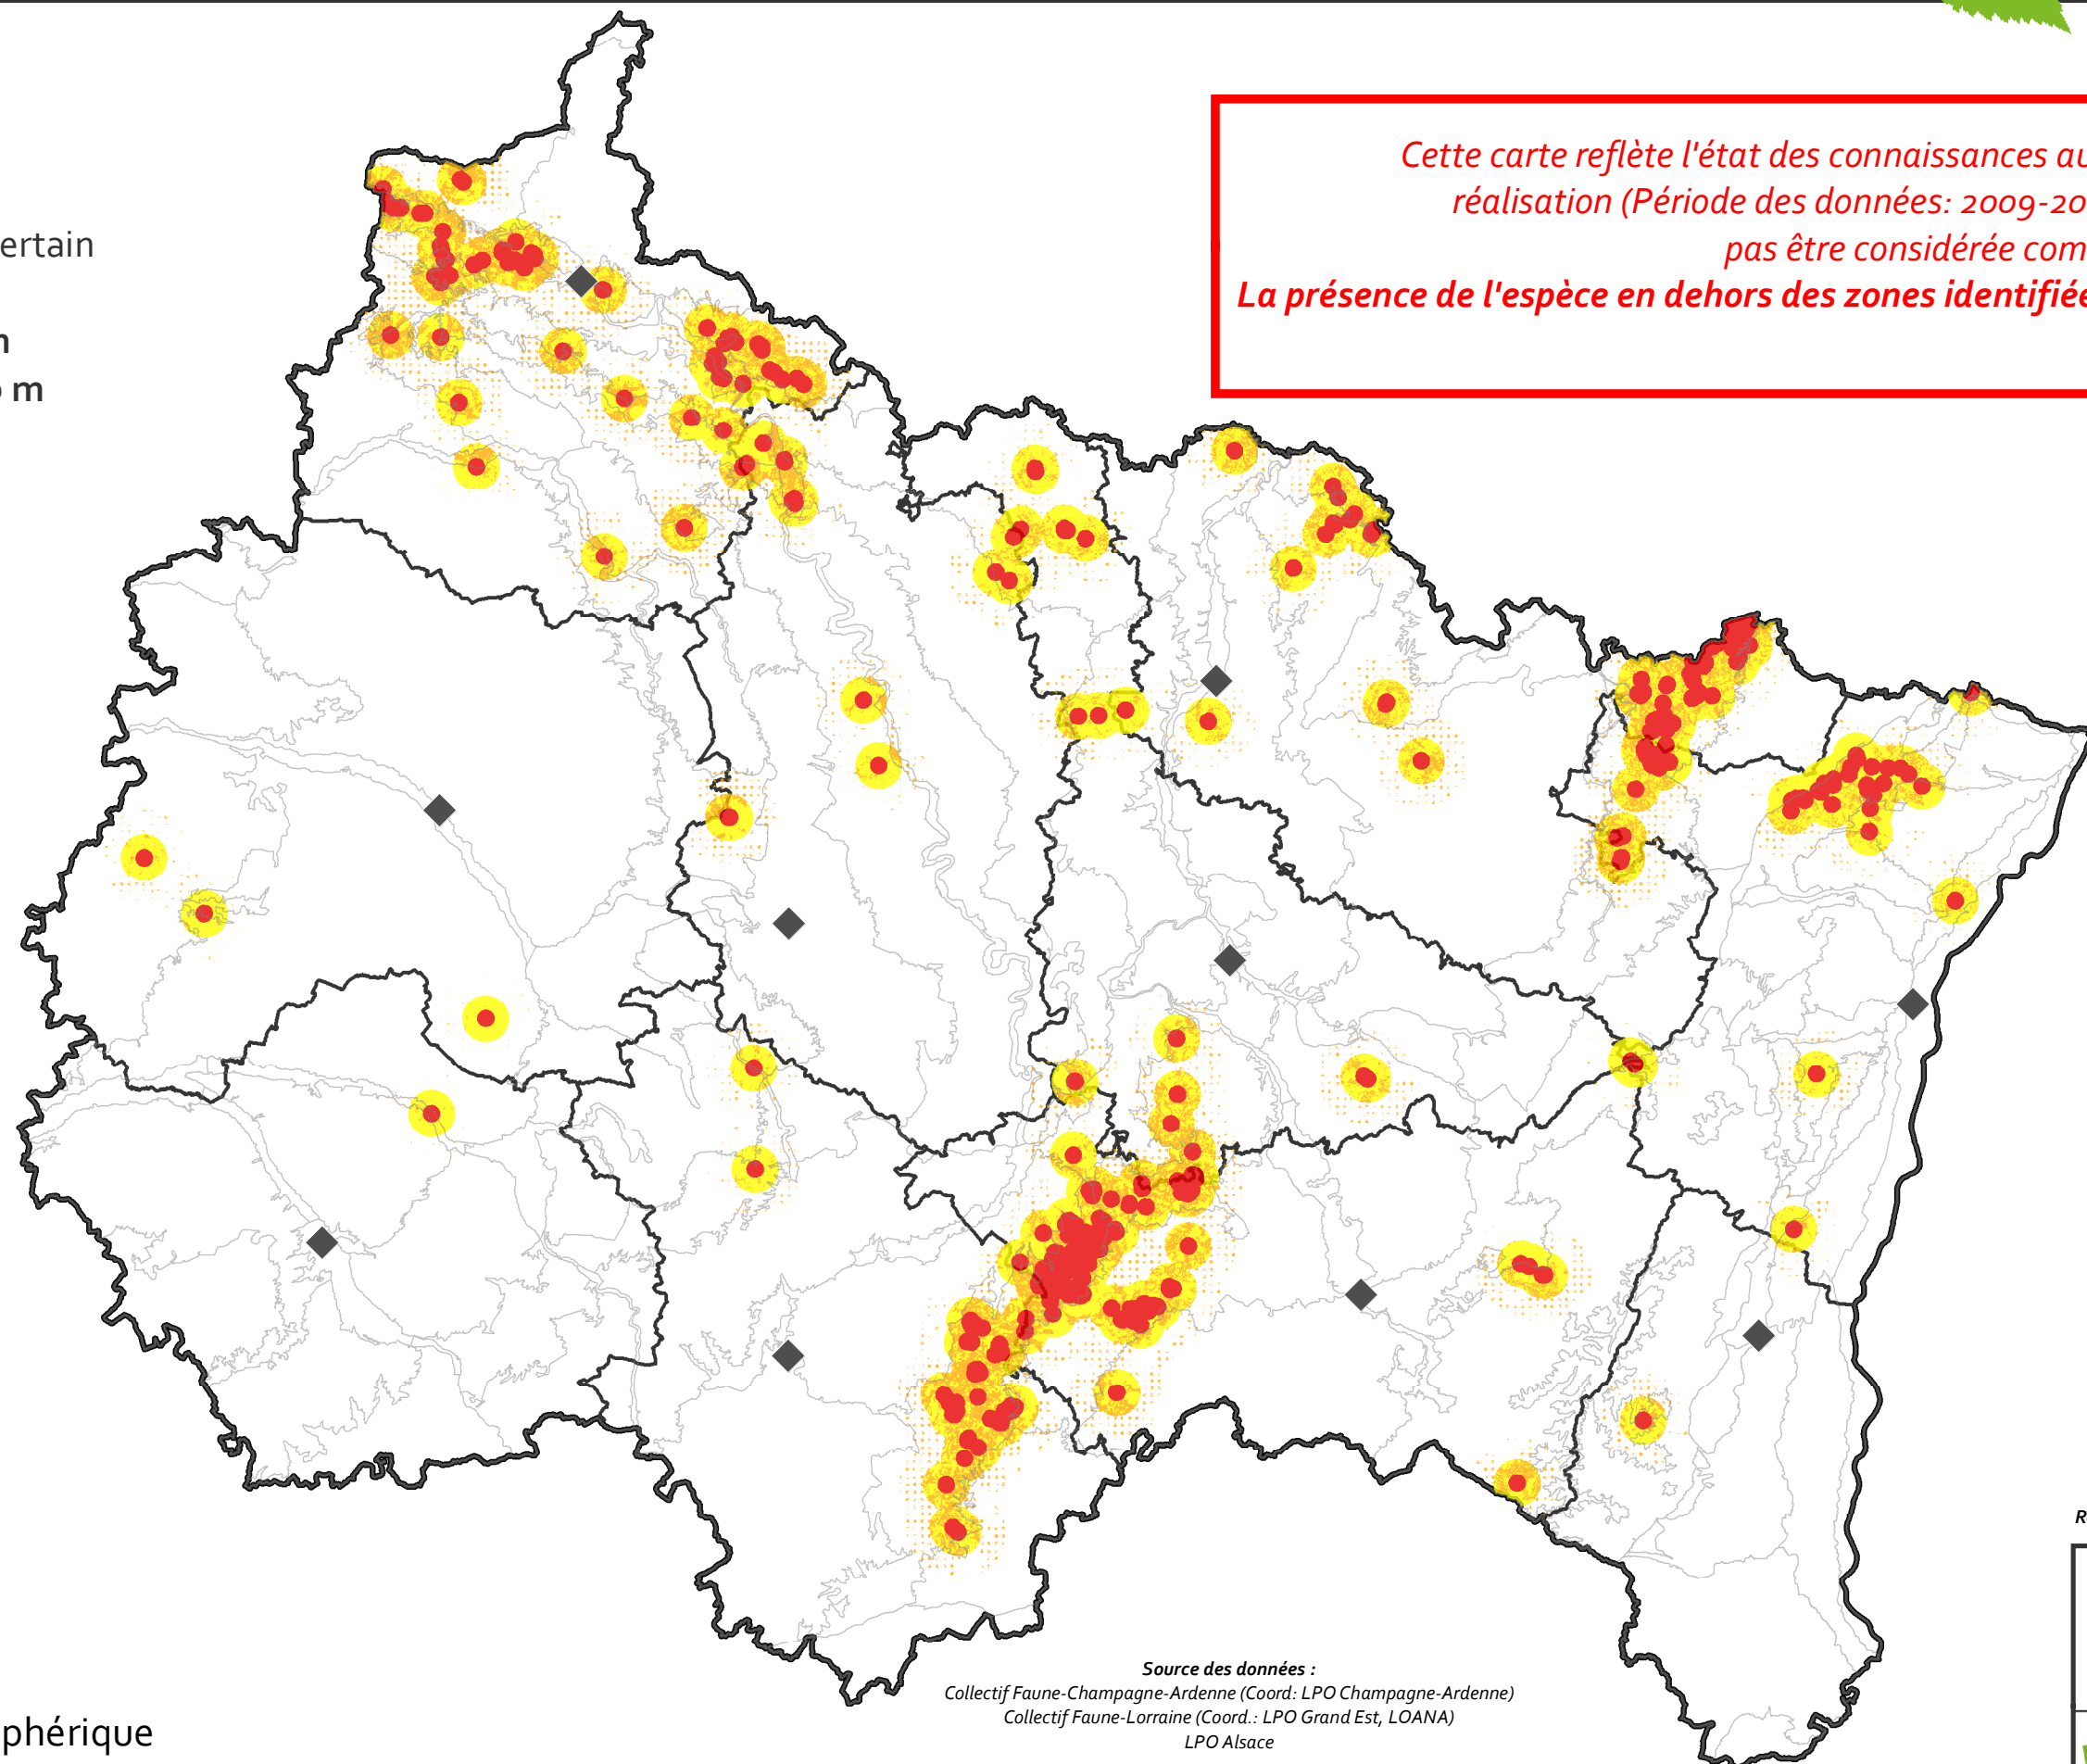 Cette carte reflète l'état des connaissances au
réalisation (Période des données: 2009-20
pas être considérée com
La présence de l'espèce en dehors des zones identifiée
ertain
m
Source des données :
Collectif Faune-Champagne-Ardenne (Coord: LPO Champagne-Ardenne)
Collectif Faune-Lorraine (Coord.: LPO Grand Est, LOANA)
LPO Alsace
phérique
R